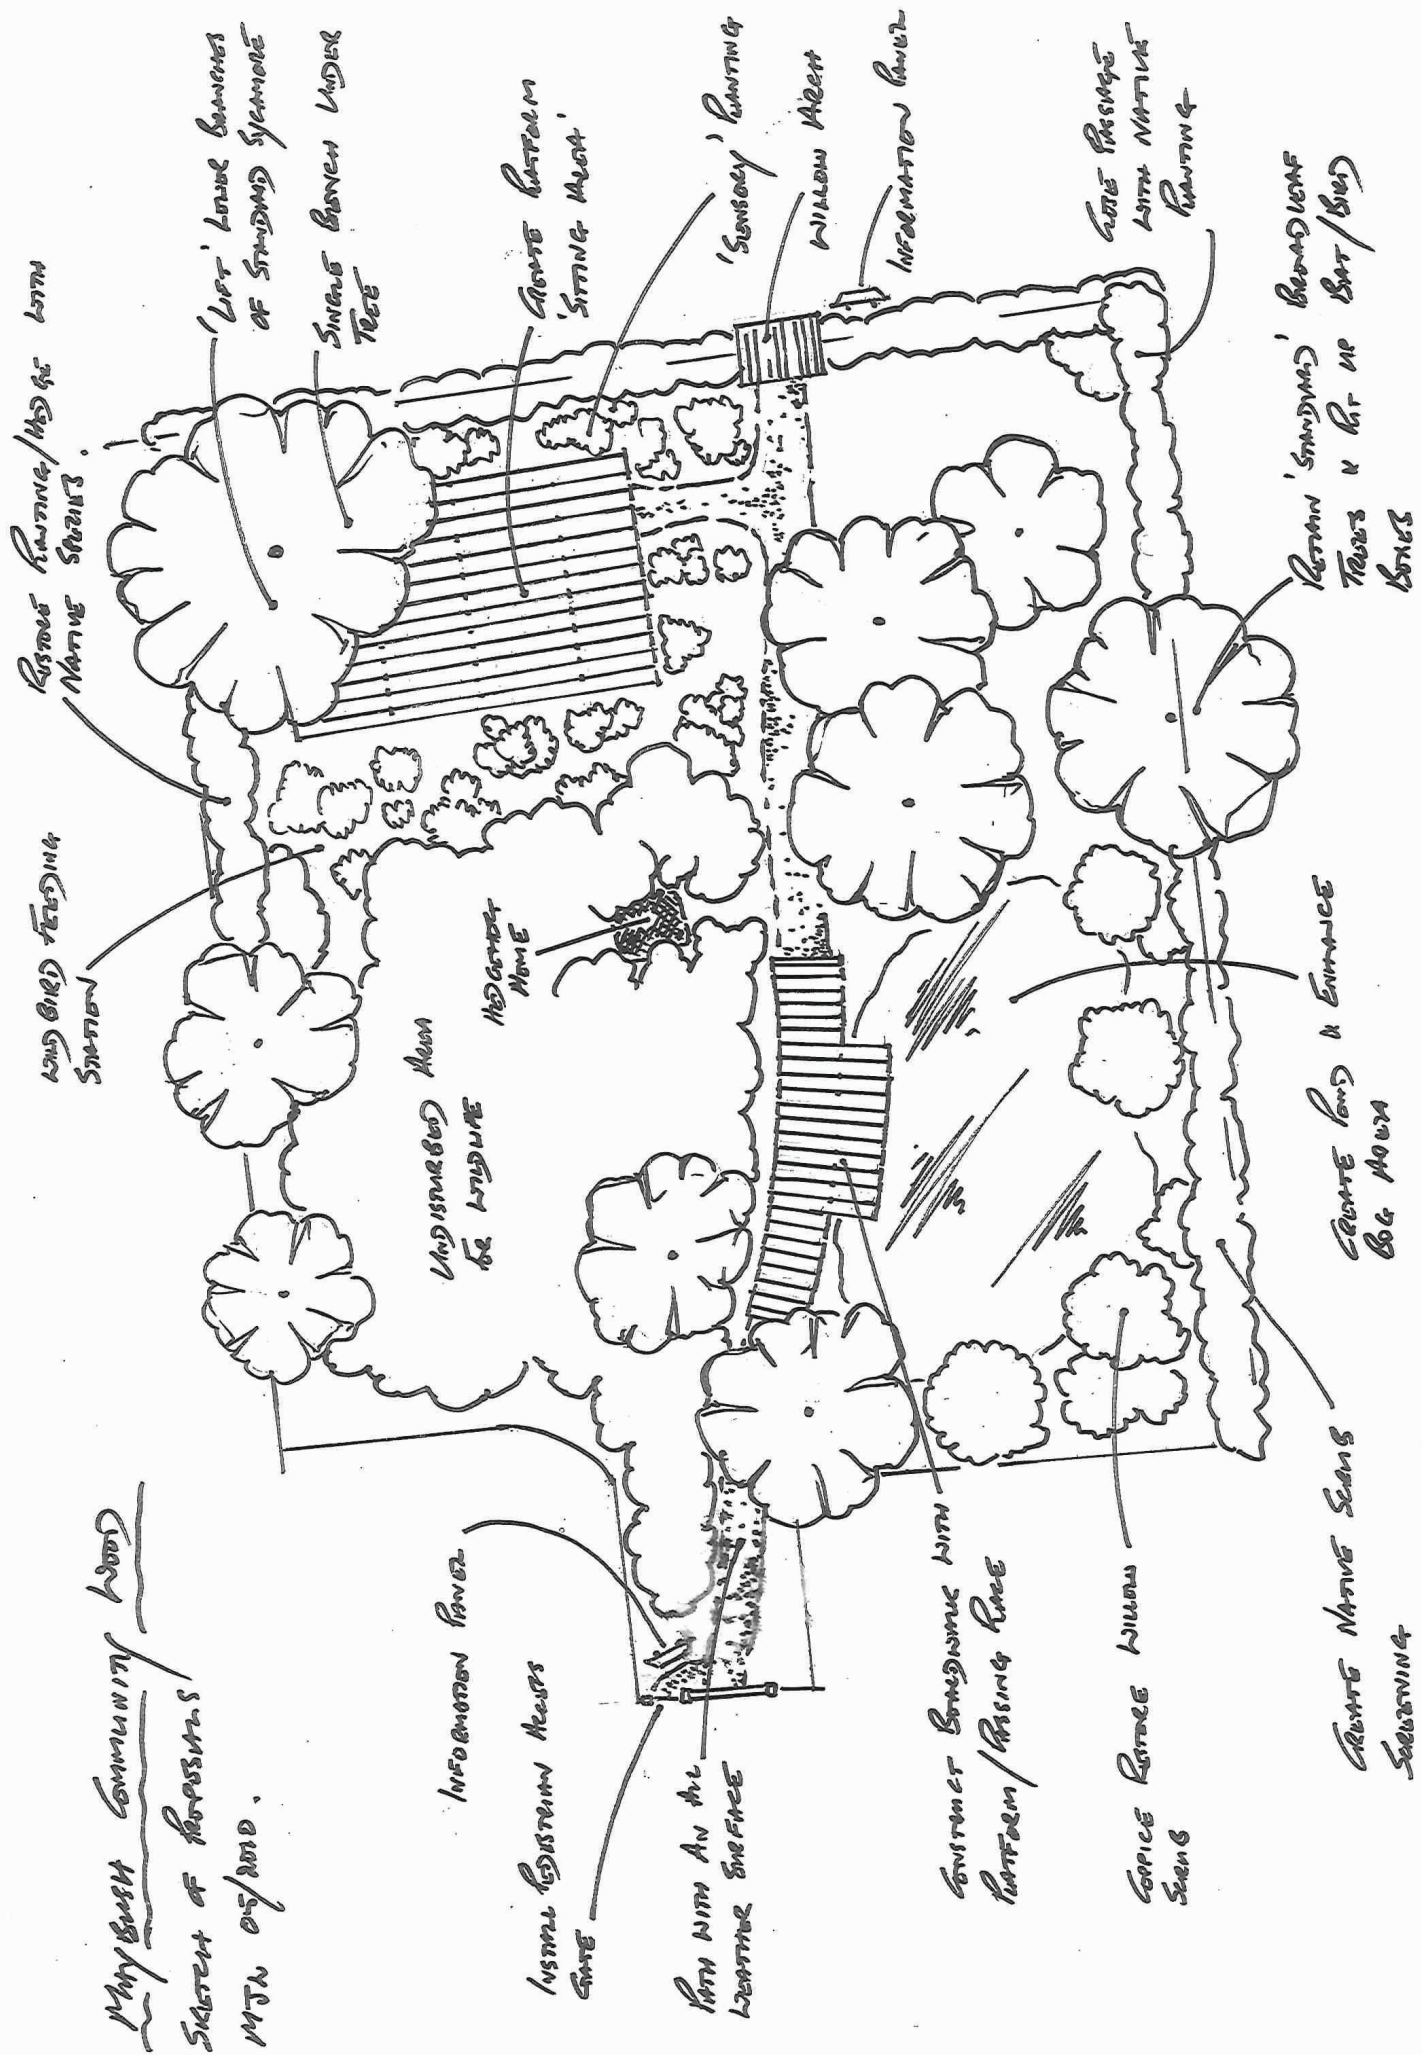 MAYBUSH COMMUNITY WOOD
SKETCH OF PROPOSALS
MJW 05/2010.
WILD BIRD FEEDING
STATION
RESTORE PLANTING/HEDGE WITH
NATIVE SPECIES.
'LIFT' LOWER BRANCHES
OF STANDARD SYCAMORE
SINGLE BENCH UNDER
TREE
CREATE PLATFORM
'SITTING AREA'
'SENSORY' PLANTING
WILLOW ARCH
INFORMATION PANEL
CLOSE PASSAGE
WITH NATIVE
PLANTING
RETAIN 'STANDARD' BROADLEAF
TREES & PUT UP BAT/BIRD
BOXES
UNDISTURBED AREA
FOR WILDLIFE
HEDGEHOG
HOME
INFORMATION PANEL
INSTALL PEDESTRIAN ACCESS
GATE
PATH WITH AN ALL
WEATHER SURFACE
CONSTRUCT BOARDWALK WITH
PLATFORM/PASSING PLACE
COPPICE RESTORE WILLOW
SCRUB
CREATE NATIVE SCRUB
SCREENING
CREATE POND & ENHANCE
BOG AREA